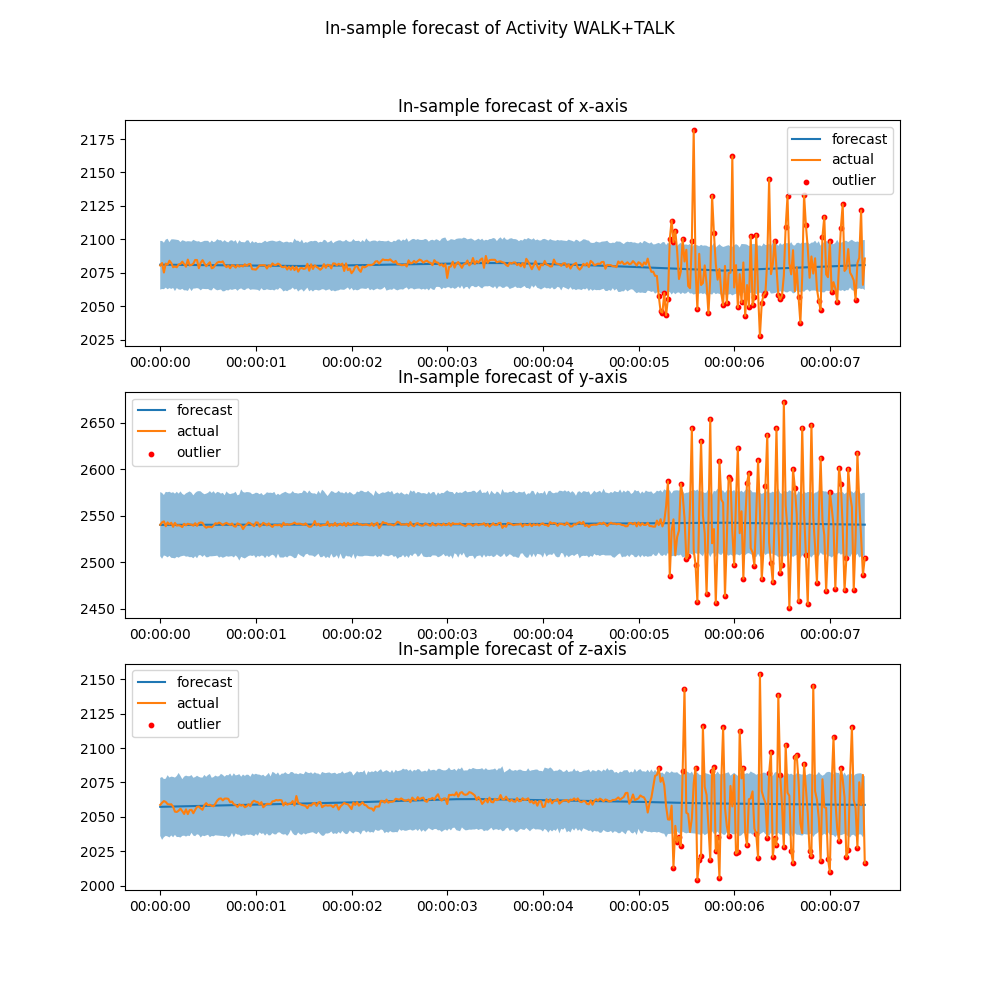 In-sample forecast of Activity WALK+TALK
In-sample forecast of x-axis
forecast
actual
outlier
2175
2150
2125
2100
2075
2050
2025
00:00:00 00:00:01 00:00:02 00:00:03 00:00:04 00:00:05 00:00:06 00:00:07
In-sample forecast of y-axis
forecast
actual
outlier
2650
2600
2550
2500
2450
00:00:00 00:00:01 00:00:02 00:00:03 00:00:04 00:00:05 00:00:06 00:00:07
In-sample forecast of z-axis
forecast
actual
outlier
2150
2125
2100
2075
2050
2025
2000
00:00:00 00:00:01 00:00:02 00:00:03 00:00:04 00:00:05 00:00:06 00:00:07